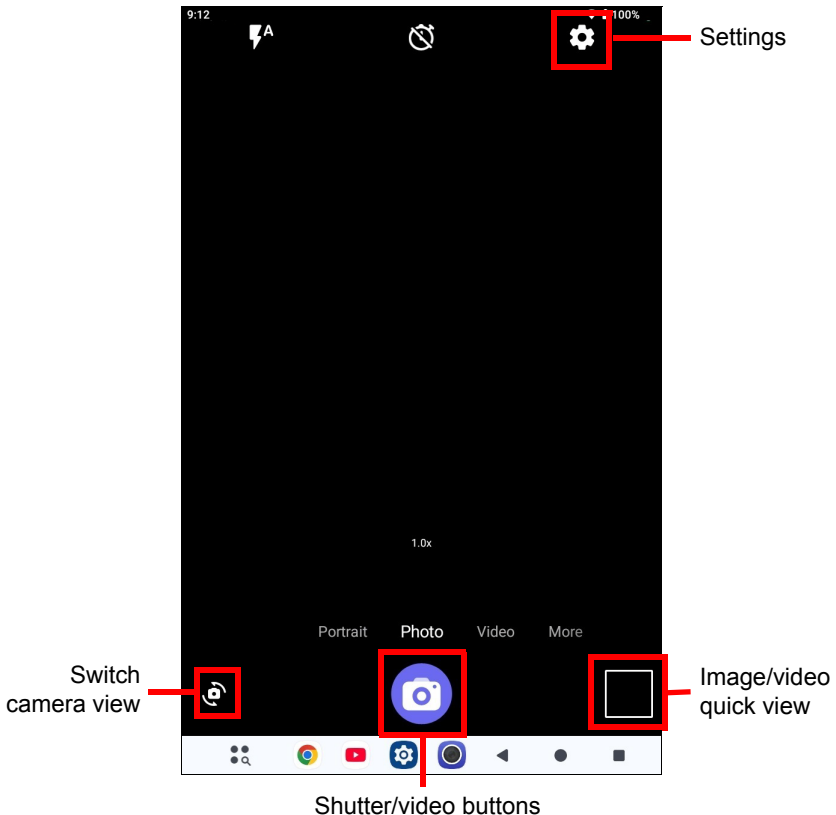 9:12
100%
A
Settings
1.0x
Portrait Photo Video More
Switch
camera view
Image/video
quick view
Shutter/video buttons